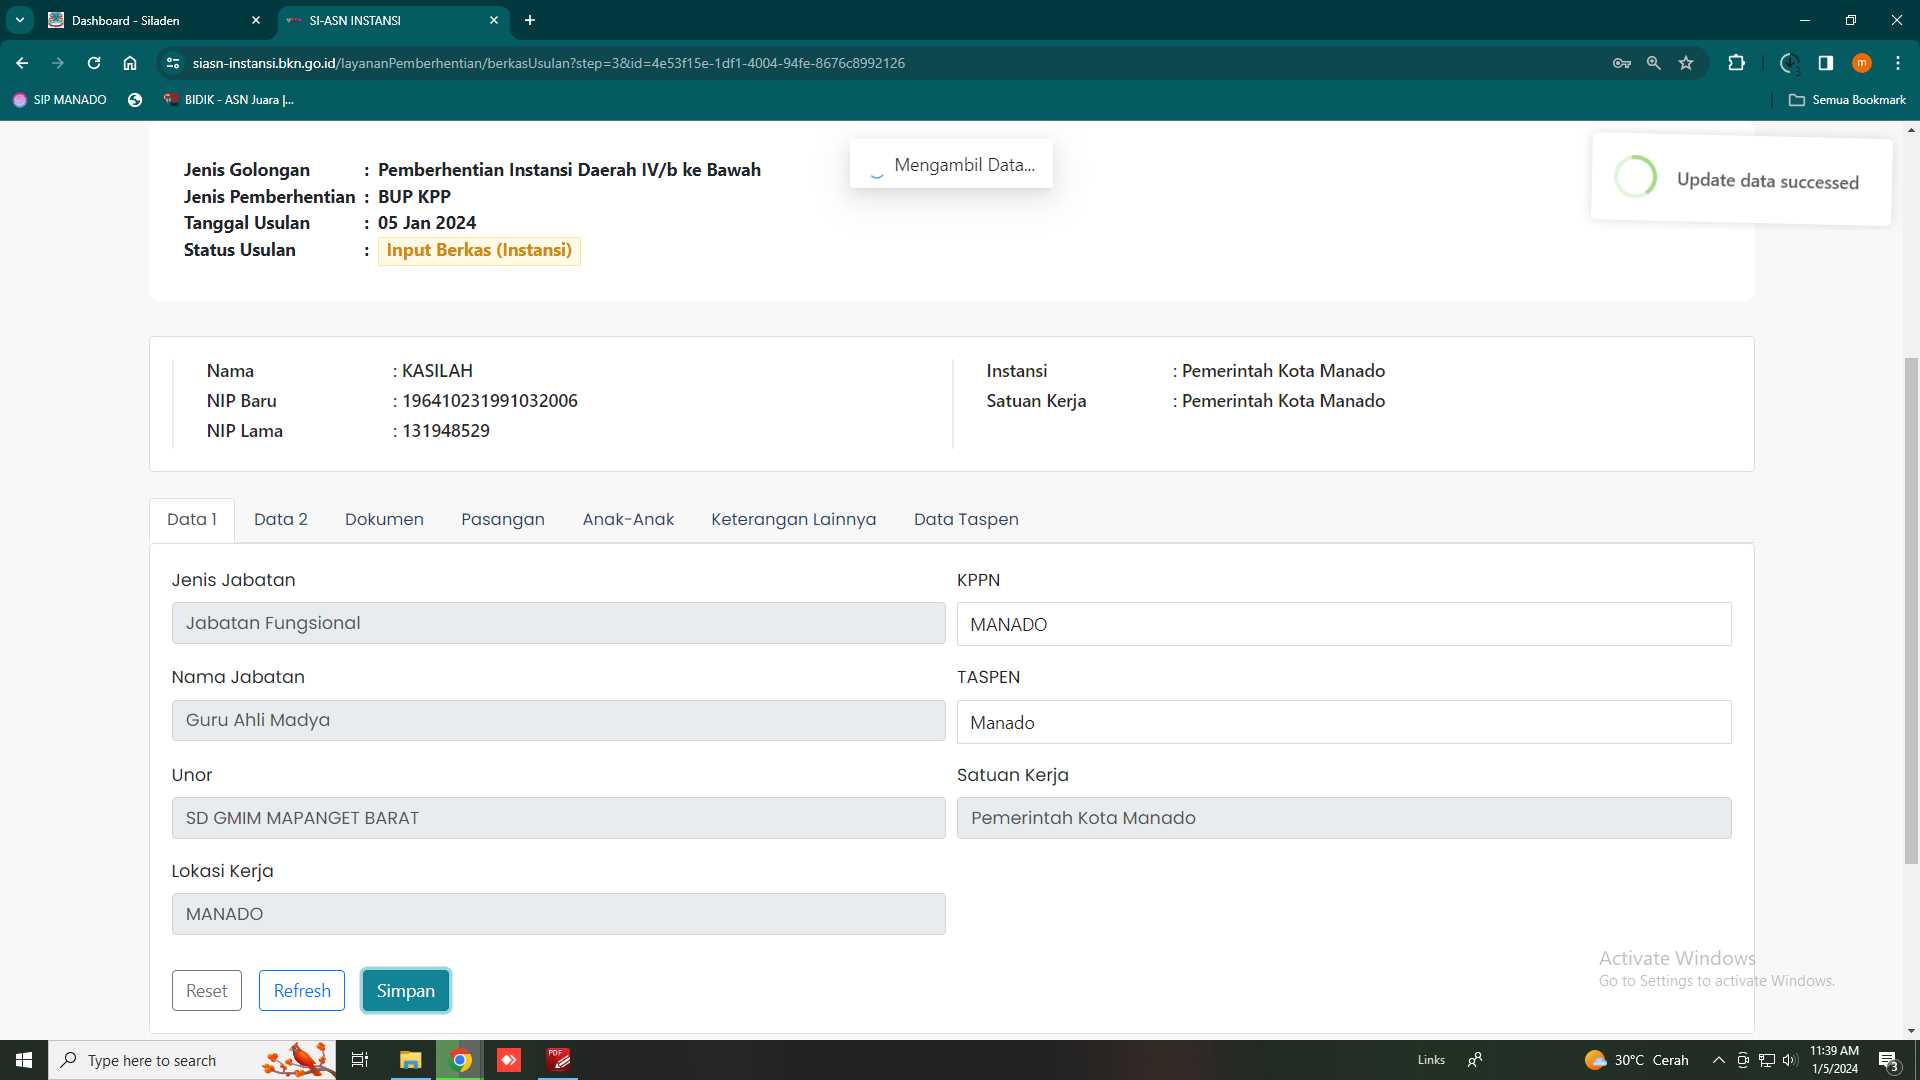 Dashboard - Siladen
SI-ASN INSTANSI
siasn-instansi.bkn.go.id/layananPemberhentian/berkasUsulan?step=3&id=4e53f15e-1df1-4004-94fe-8676c8992126
m
SIP MANADO
BIDIK - ASN Juara |...
Semua Bookmark
Jenis Golongan : Pemberhentian Instansi Daerah IV/b ke Bawah
Jenis Pemberhentian : BUP KPP
Tanggal Usulan : 05 Jan 2024
Status Usulan : Input Berkas (Instansi)
Mengambil Data...
Update data successed
Nama : KASILAH
NIP Baru : 196410231991032006
NIP Lama : 131948529
Instansi : Pemerintah Kota Manado
Satuan Kerja : Pemerintah Kota Manado
Data 1 Data 2 Dokumen Pasangan Anak-Anak Keterangan Lainnya Data Taspen
Jenis Jabatan
Jabatan Fungsional
KPPN
MANADO
Nama Jabatan
Guru Ahli Madya
TASPEN
Manado
Unor
SD GMIM MAPANGET BARAT
Satuan Kerja
Pemerintah Kota Manado
Lokasi Kerja
MANADO
Reset Refresh Simpan
Activate Windows
Go to Settings to activate Windows.
Type here to search
PDF
Links
30°C Cerah
11:39 AM
1/5/2024
3